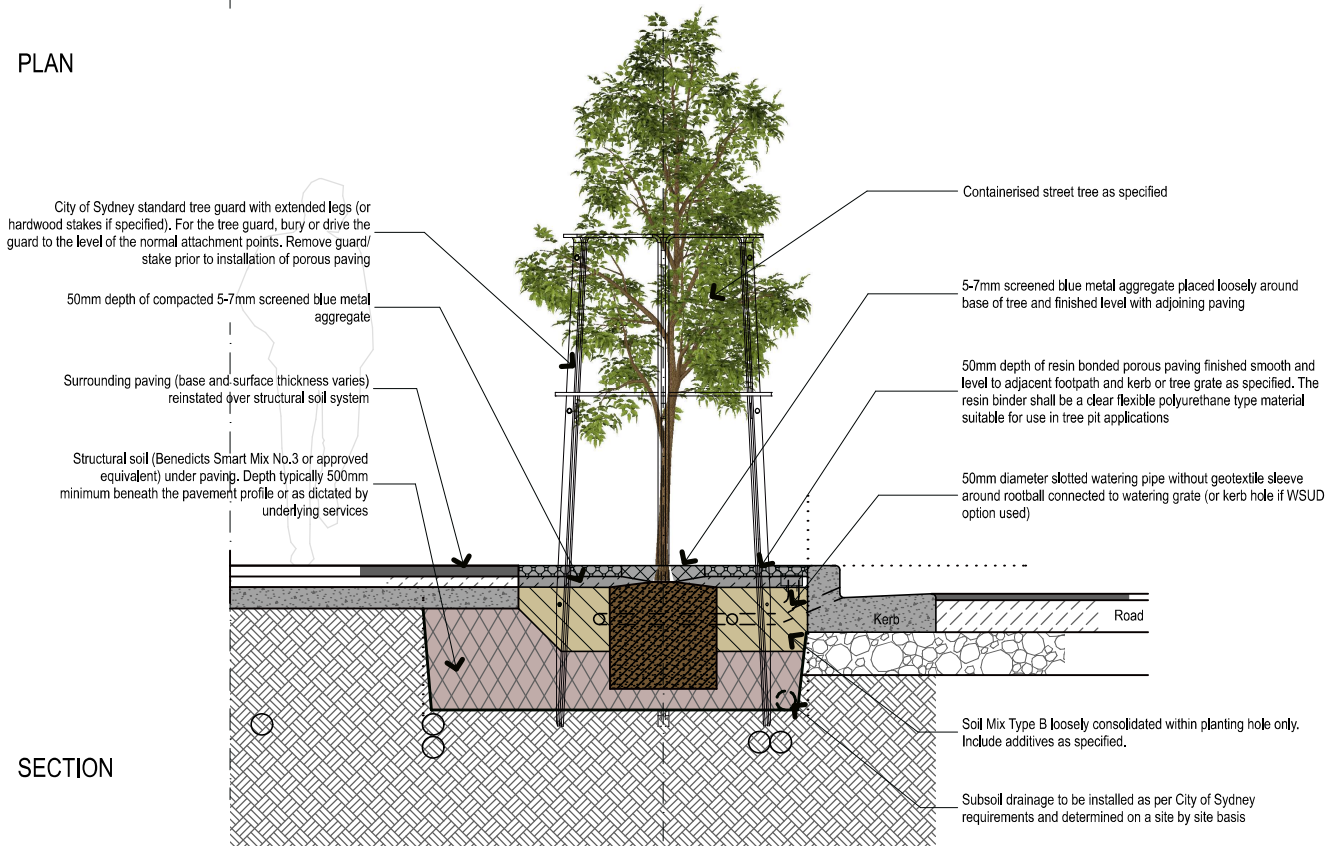 PLAN
City of Sydney standard tree guard with extended legs (or
hardwood stakes if specified). For the tree guard, bury or drive the
guard to the level of the normal attachment points. Remove guard/
stake prior to installation of porous paving
50mm depth of compacted 5-7mm screened blue metal
aggregate
Surrounding paving (base and surface thickness varies)
reinstated over structural soil system
Structural soil (Benedicts Smart Mix No.3 or approved
equivalent) under paving. Depth typically 500mm
minimum beneath the pavement profile or as dictated by
underlying services
Containerised street tree as specified
5-7mm screened blue metal aggregate placed loosely around
base of tree and finished level with adjoining paving
50mm depth of resin bonded porous paving finished smooth and
level to adjacent footpath and kerb or tree grate as specified. The
resin binder shall be a clear flexible polyurethane type material
suitable for use in tree pit applications
50mm diameter slotted watering pipe without geotextile sleeve
around rootball connected to watering grate (or kerb hole if WSUD
option used)
Kerb
Road
Soil Mix Type B loosely consolidated within planting hole only.
Include additives as specified.
SECTION
Subsoil drainage to be installed as per City of Sydney
requirements and determined on a site by site basis